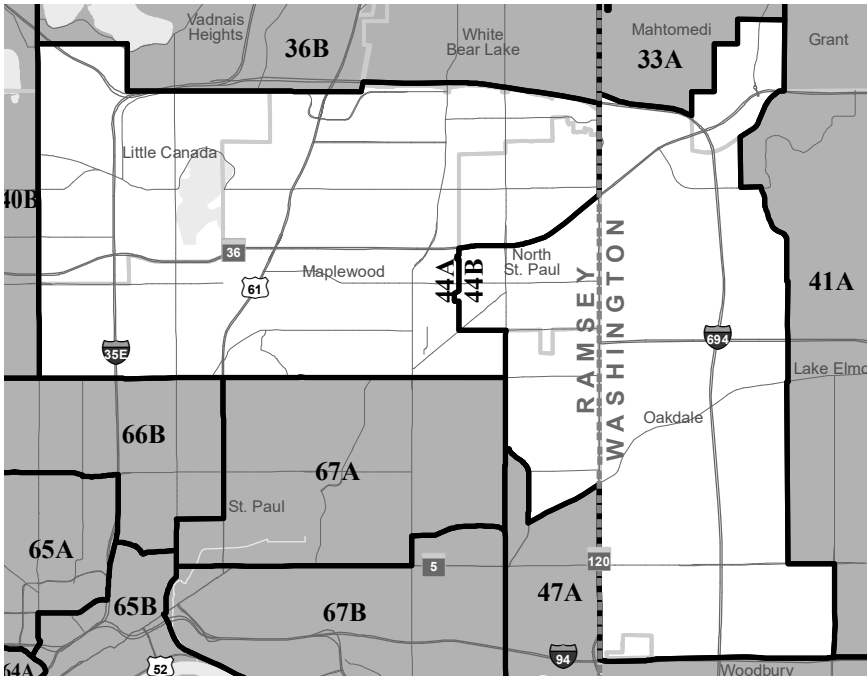 Vadnais
Heights
36B
White
Bear Lake
Mahtomedi
33A
Grant
Little Canada
40B
36
Maplewood
61
44A
44B
North
St. Paul
RAMSEY
WASHINGTON
41A
35E
694
Lake Elmo
Oakdale
66B
67A
St. Paul
65A
5
120
65B
67B
47A
94
64A
52
Woodbury